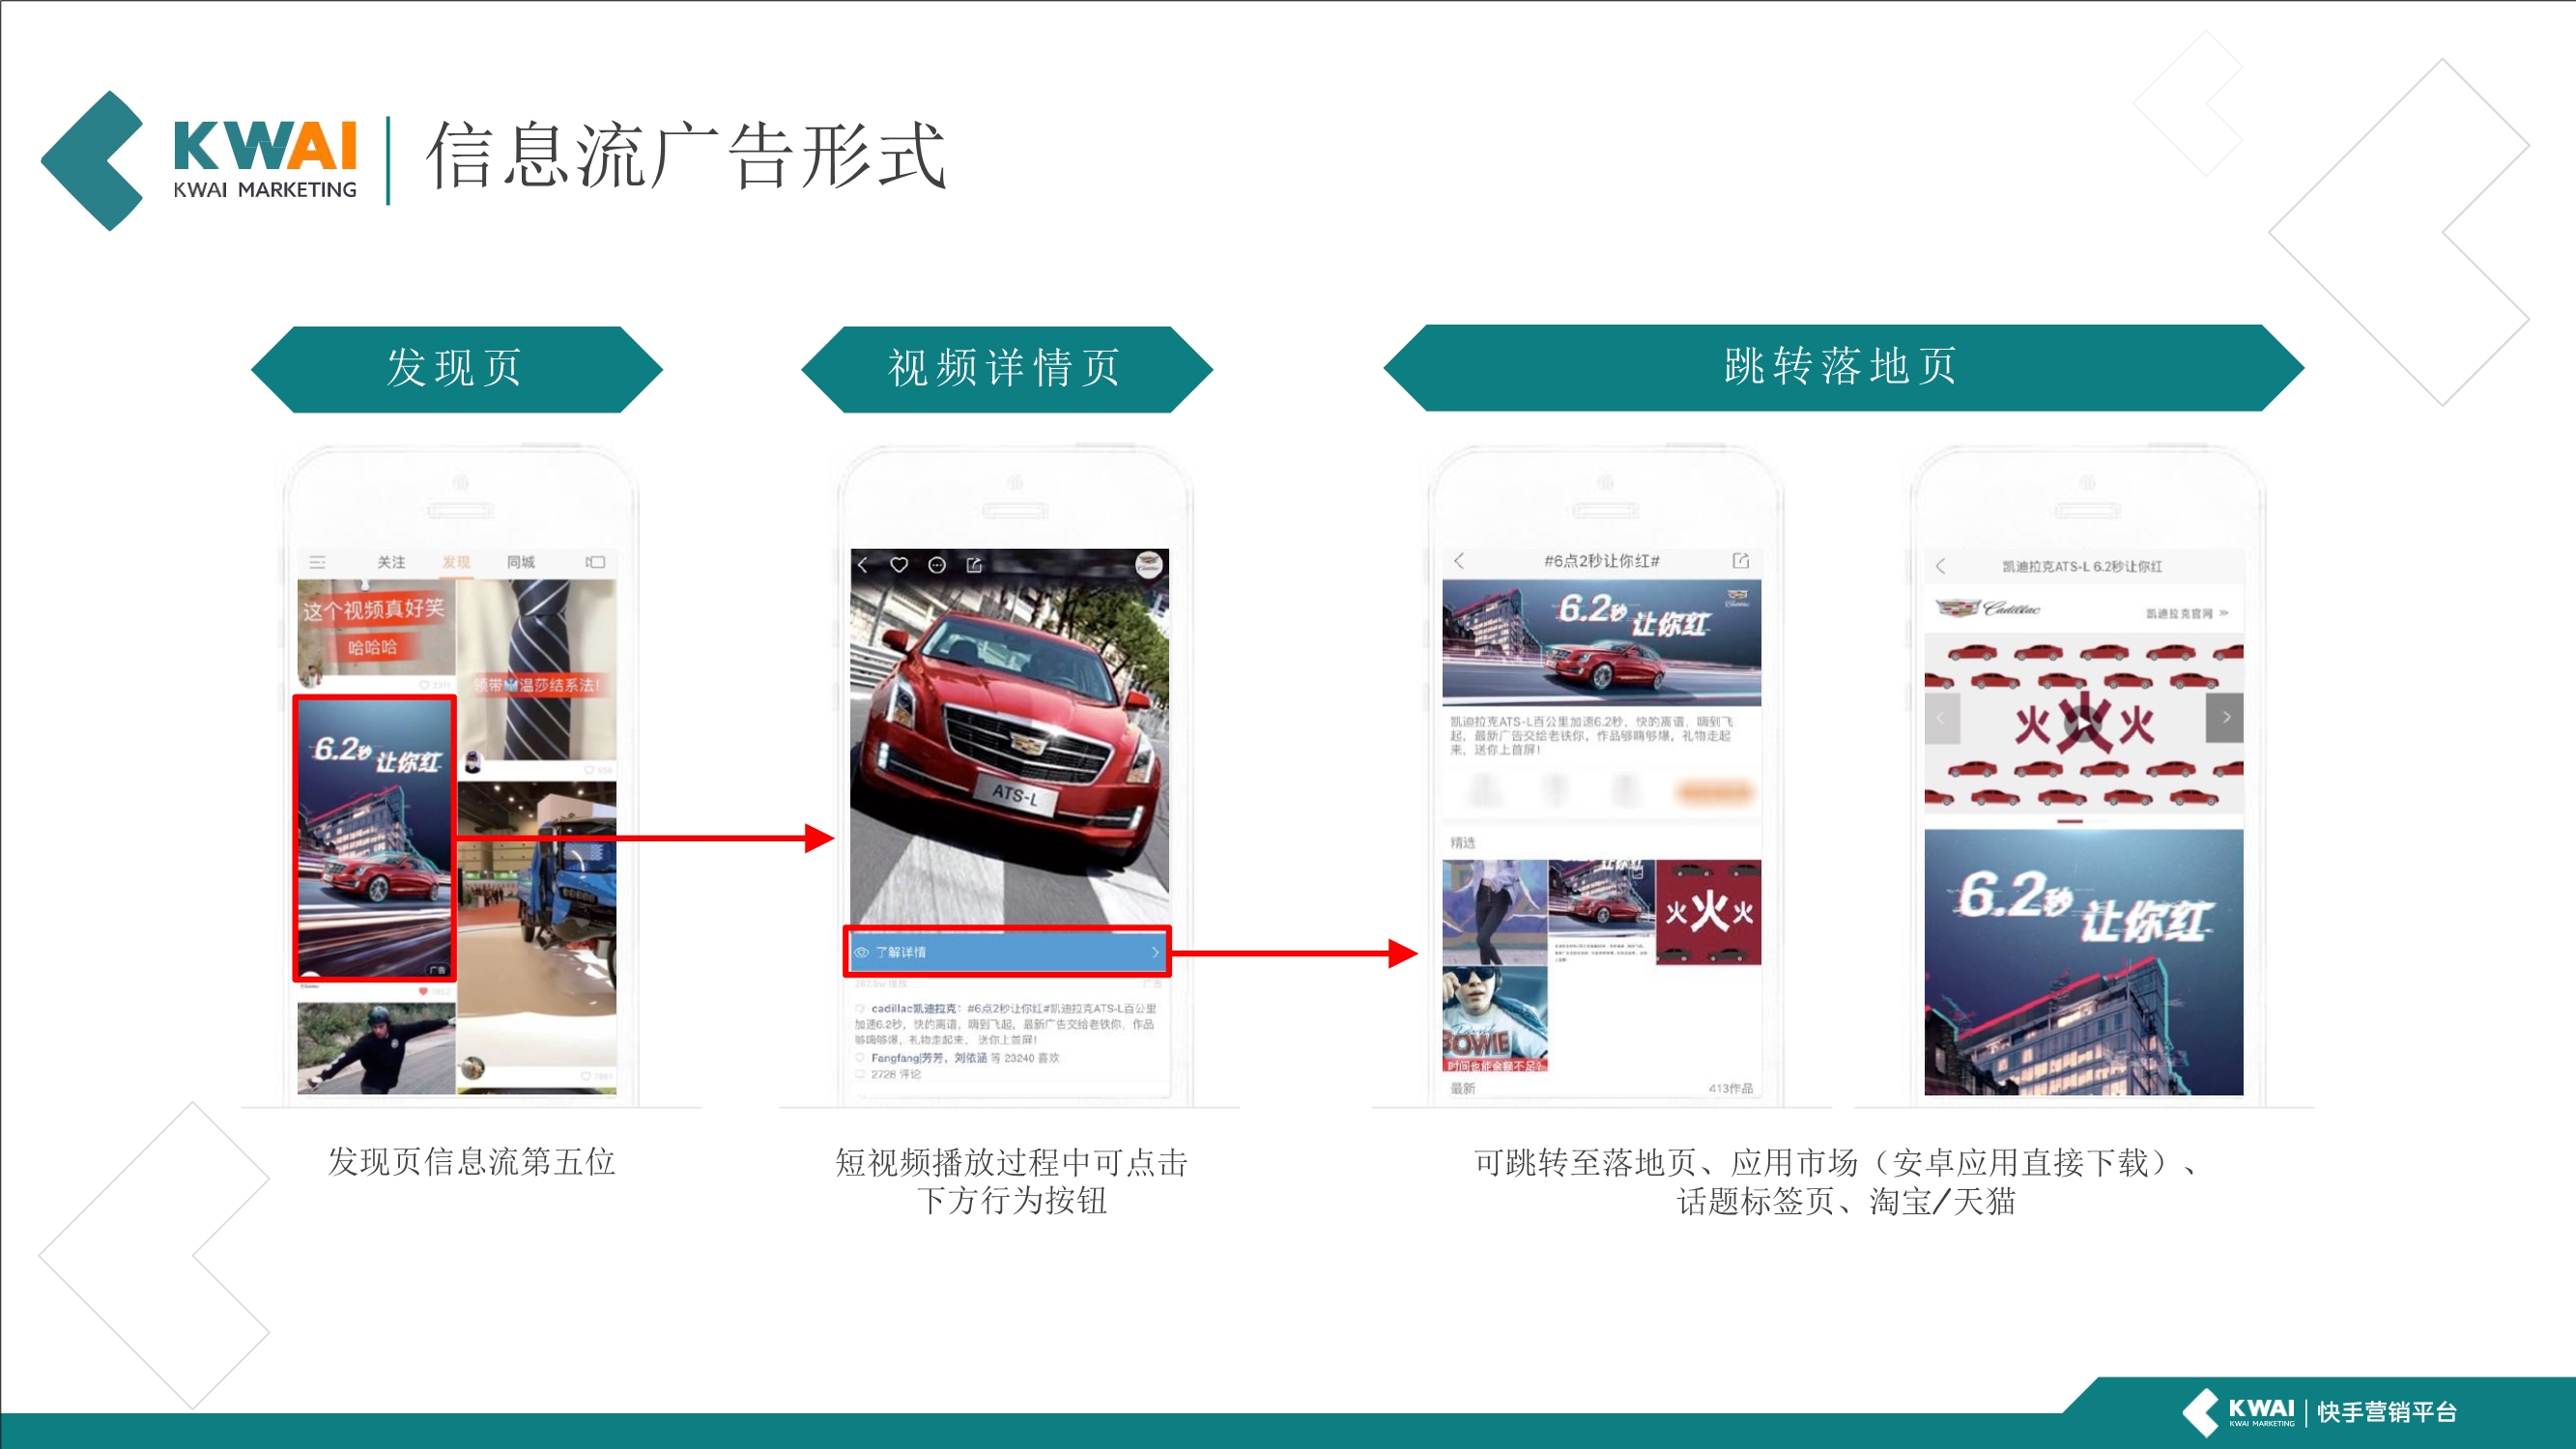 KWAI
KWAI MARKETING
信息流广告形式
发现页
视频详情页
跳转落地页
关注 发现 同城
这个视频真好笑
哈哈哈
领带 温莎结系法！
6.2秒
让你红
广告
发现页信息流第五位
ATS-L
了解详情
广告
cadillac凯迪拉克：#6点2秒让你红#凯迪拉克ATS-L百公里
加速6.2秒，快的离谱，嗨到飞起，最新广告交给老铁你，作品
够嗨够爆，礼物走起来， 送你上首屏！
Fangfang|芳芳，刘依涵 等 23240 喜欢
2728 评论
短视频播放过程中可点击
下方行为按钮
#6点2秒让你红#
6.2秒
让你红
凯迪拉克ATS-L百公里加速6.2秒，快的离谱，嗨到飞
起，最新广告交给老铁你，作品够嗨够爆，礼物走起
来，送你上首屏！
精选
火火火
BOWIE
时间也能会额不足?
最新 413作品
凯迪拉克ATS-L 6.2秒让你红
Cadillac
凯迪拉克官网 >>
火火火
6.2秒
让你红
可跳转至落地页、应用市场（安卓应用直接下载）、
话题标签页、淘宝/天猫
KWAI
KWAI MARKETING
快手营销平台